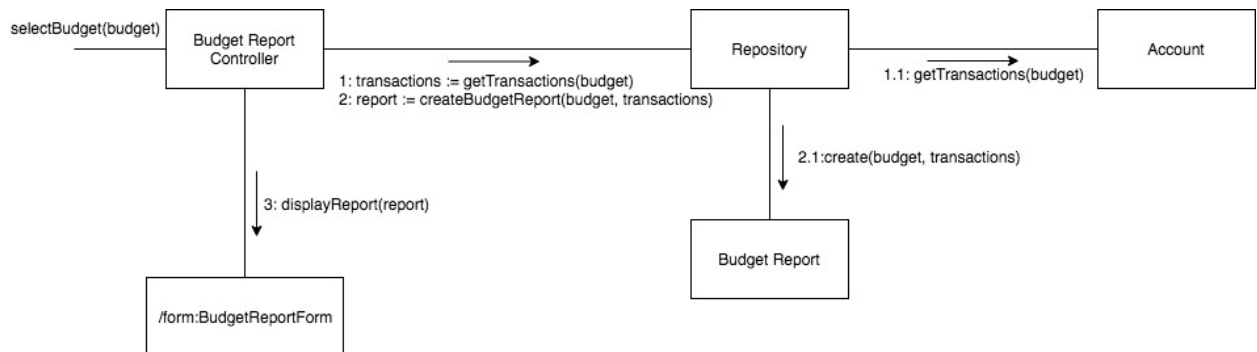 selectBudget(budget)
Budget Report
Controller
Repository
Account
1: transactions := getTransactions(budget)
2: report := createBudgetReport(budget, transactions)
1.1: getTransactions(budget)
2.1:create(budget, transactions)
3: displayReport(report)
Budget Report
/form:BudgetReportForm